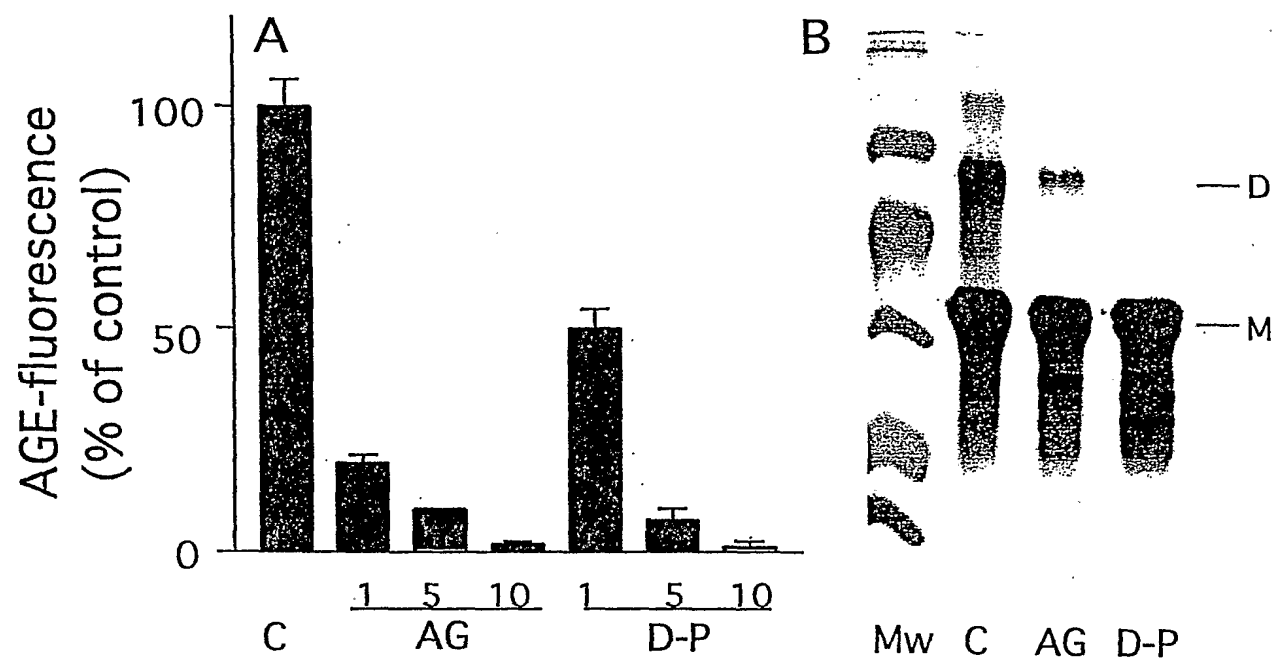 A
AGE-fluorescence
(% of control)
100
50
0
1 5 10 1 5 10
C AG D-P
B
D
M
Mw C AG D-P